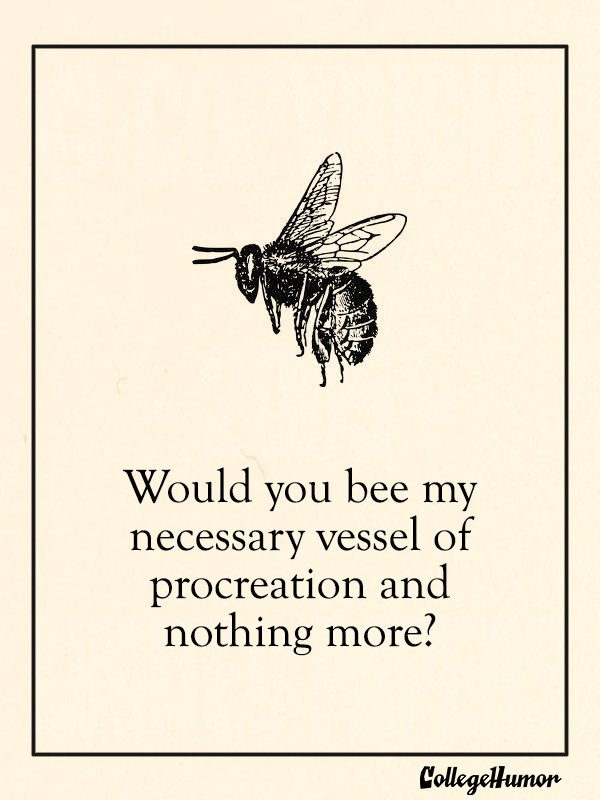 Would you bee my
necessary vessel of
procreation and
nothing more?
CollegeHumor